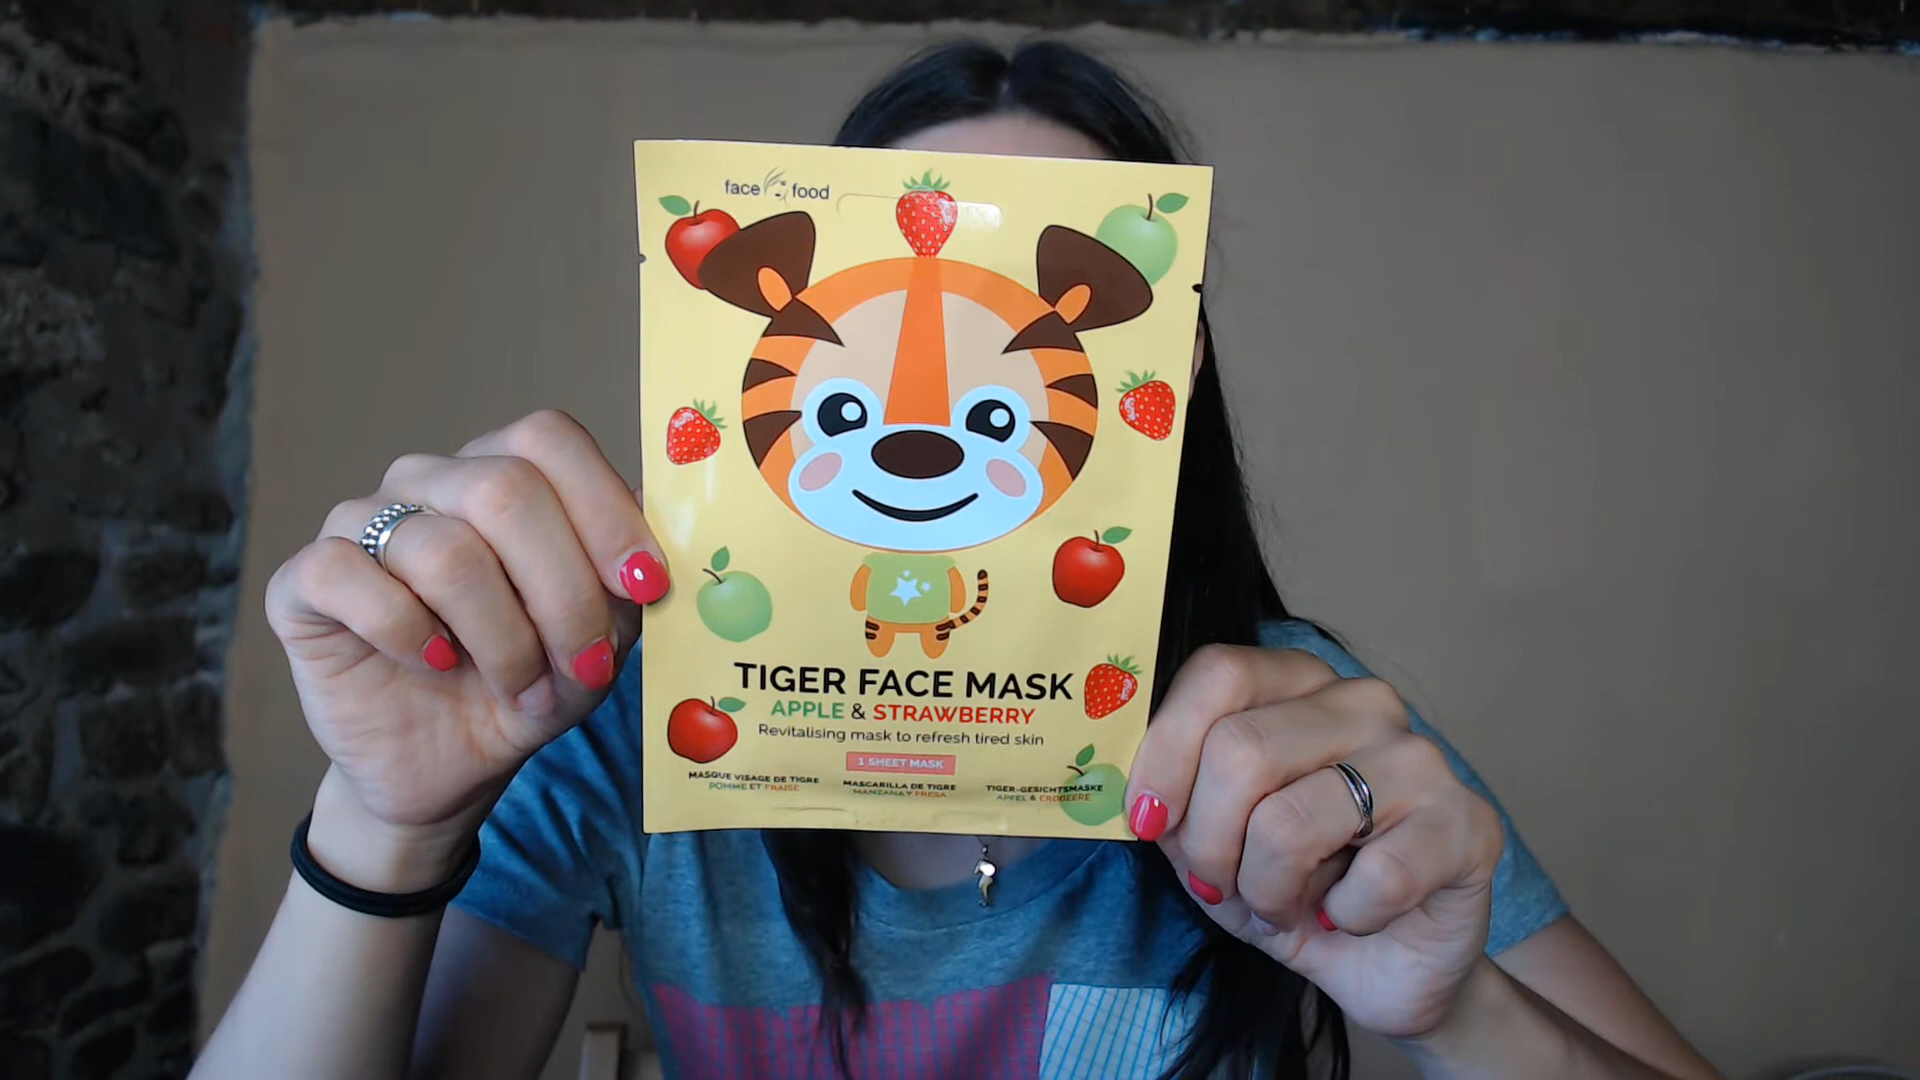 face food
TIGER FACE MASK
APPLE & STRAWBERRY
Revitalising mask to refresh tired skin
1 SHEET MASK
MASQUE VISAGE DE TIGRE
POMME ET FRAISE
MASCARILLA DE TIGRE
MANZANA Y FRESA
TIGER-GESICHTSMASKE
APFEL & ERDBEERE